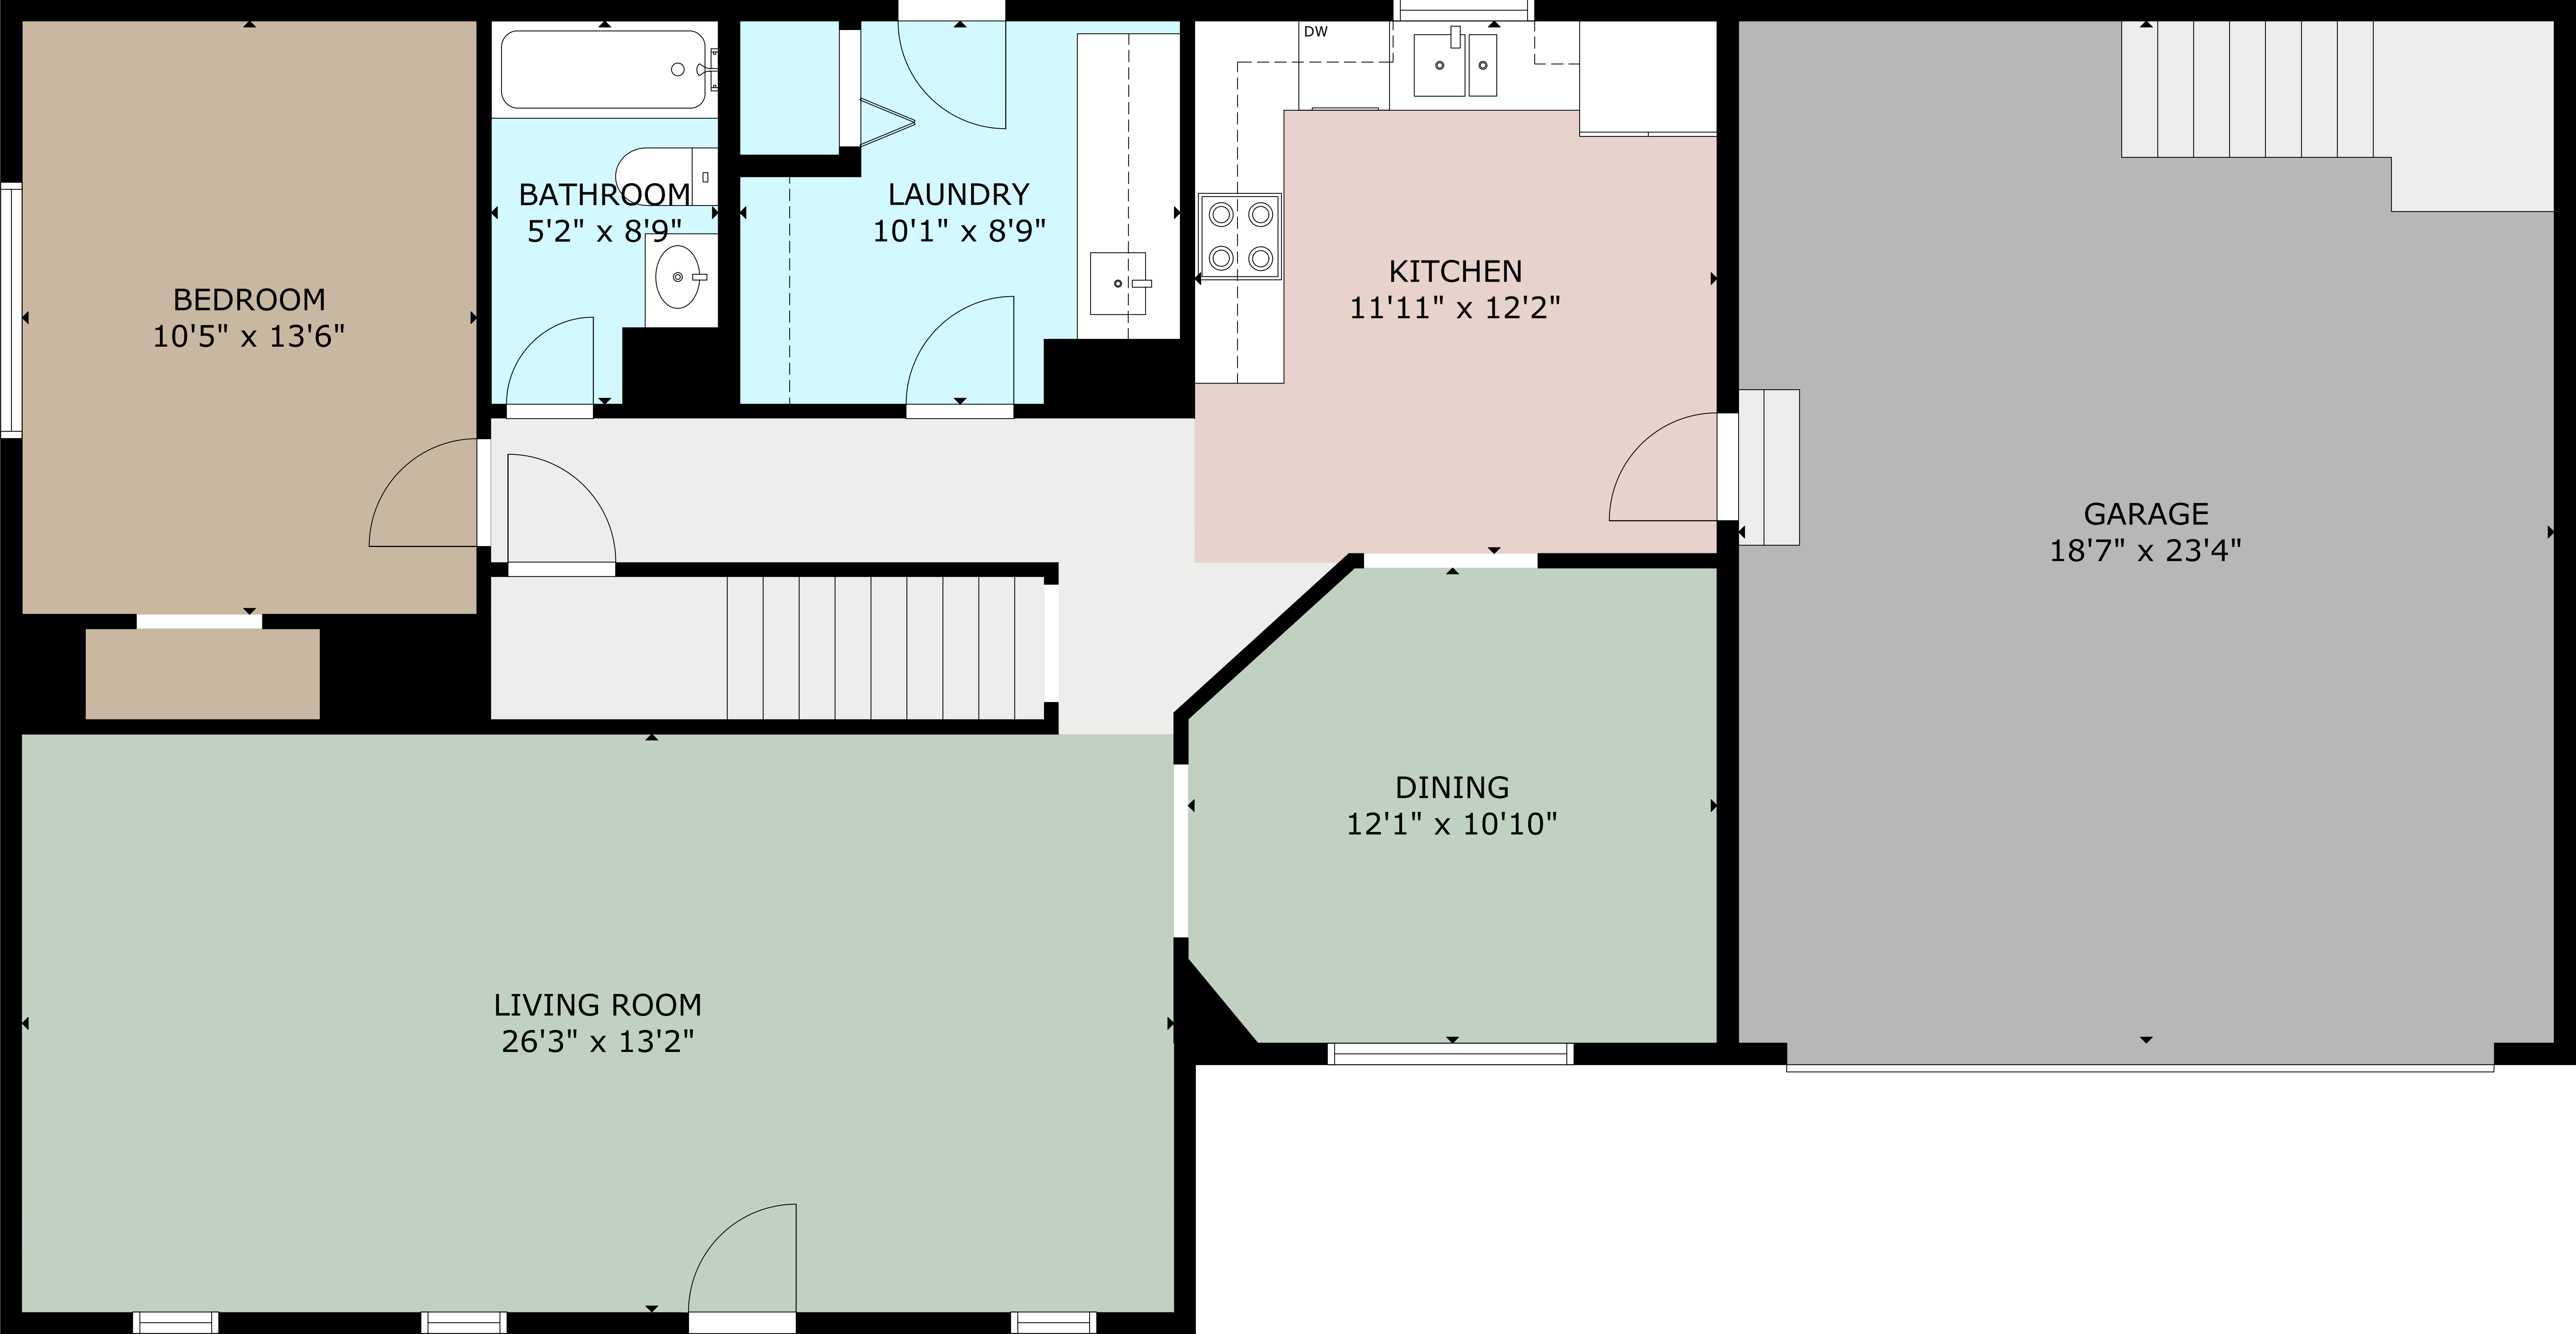 DW
BATHROOM
5'2" x 8'9"
LAUNDRY
10'1" x 8'9"
KITCHEN
11'11" x 12'2"
BEDROOM
10'5" x 13'6"
GARAGE
18'7" x 23'4"
DINING
12'1" x 10'10"
LIVING ROOM
26'3" x 13'2"